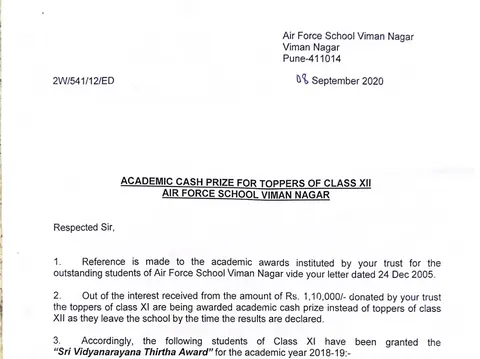 Air Force School Viman Nagar
Viman Nagar
Pune-411014
2W/541/12/ED
08 September 2020
ACADEMIC CASH PRIZE FOR TOPPERS OF CLASS XII
AIR FORCE SCHOOL VIMAN NAGAR
Respected Sir,
1. Reference is made to the academic awards instituted by your trust for the
outstanding students of Air Force School Viman Nagar vide your letter dated 24 Dec 2005.
2. Out of the interest received from the amount of Rs. 1,10,000/- donated by your trust
the toppers of class XI are being awarded academic cash prize instead of toppers of class
XII as they leave the school by the time the results are declared.
3. Accordingly, the following students of Class XI have been granted the
"Sri Vidyanarayana Thirtha Award" for the academic year 2018-19:-